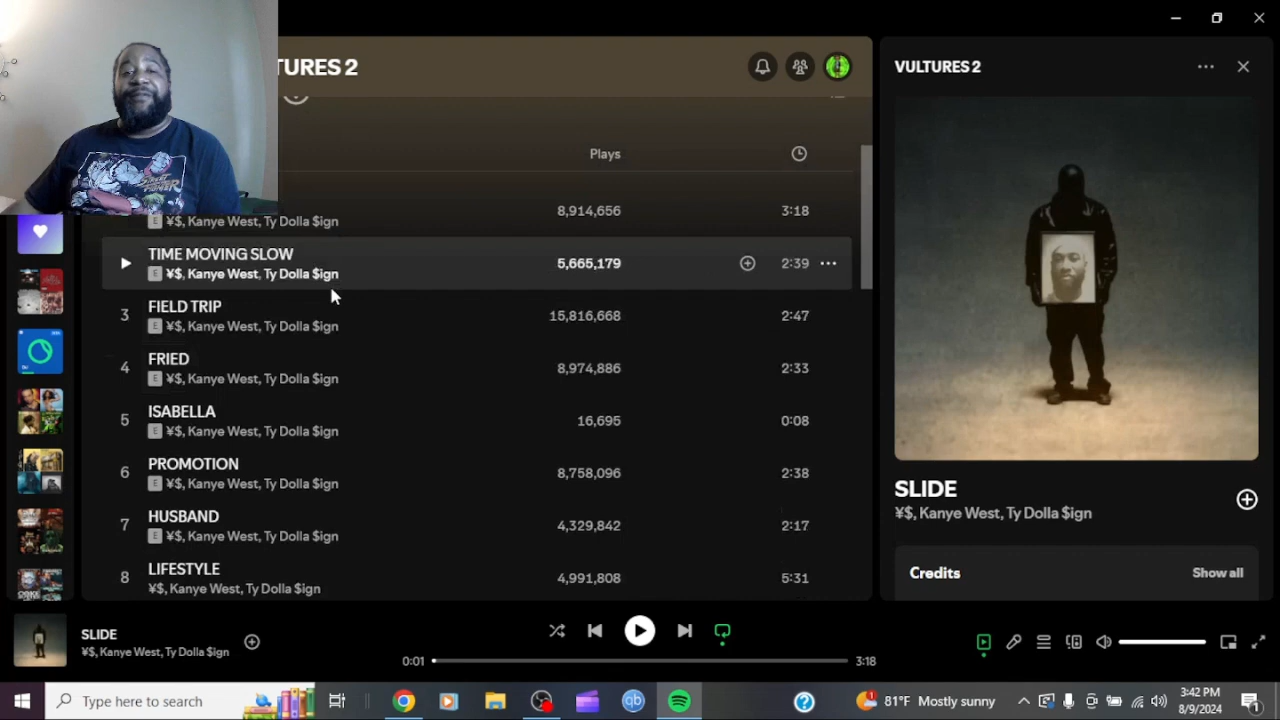 TURES 2
VULTURES 2
Plays
¥$, Kanye West, Ty Dolla $ign
8,914,656
3:18
TIME MOVING SLOW
E ¥$, Kanye West, Ty Dolla $ign
5,665,179
2:39
3
FIELD TRIP
E ¥$, Kanye West, Ty Dolla $ign
15,816,668
2:47
4
FRIED
E ¥$, Kanye West, Ty Dolla $ign
8,974,886
2:33
5
ISABELLA
E ¥$, Kanye West, Ty Dolla $ign
16,695
0:08
6
PROMOTION
E ¥$, Kanye West, Ty Dolla $ign
8,758,096
2:38
7
HUSBAND
E ¥$, Kanye West, Ty Dolla $ign
4,329,842
2:17
8
LIFESTYLE
¥$, Kanye West, Ty Dolla $ign
4,991,808
5:31
STREET FIGHTER
SLIDE
¥$, Kanye West, Ty Dolla $ign
Credits
Show all
SLIDE
¥$, Kanye West, Ty Dolla $ign
0:01
3:18
Type here to search
qb
81°F Mostly sunny
3:42 PM
8/9/2024